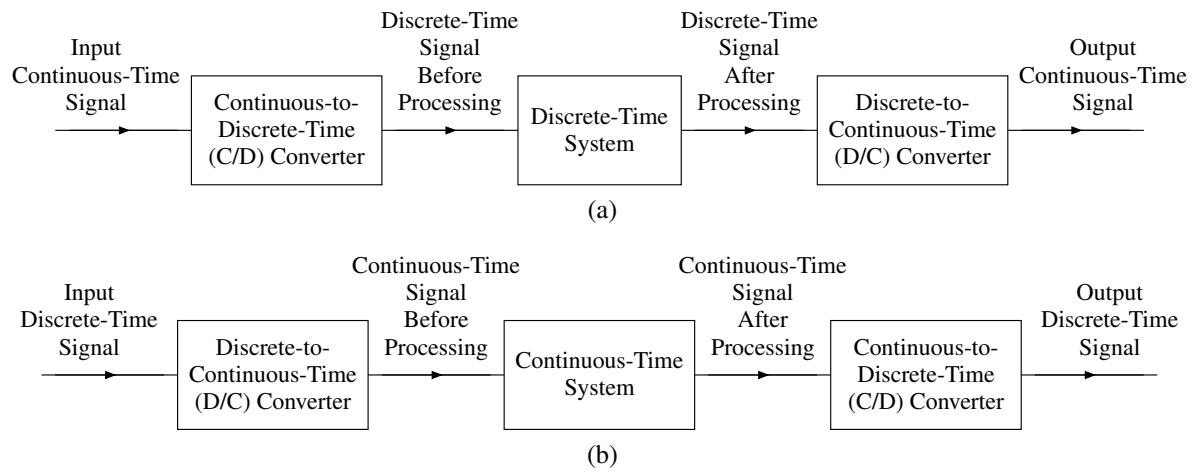 Input
Continuous-Time
Signal
Continuous-to-
Discrete-Time
(C/D) Converter
Discrete-Time
Signal
Before
Processing
Discrete-Time
System
Discrete-Time
Signal
After
Processing
Discrete-to-
Continuous-Time
(D/C) Converter
Output
Continuous-Time
Signal
(a)
Input
Discrete-Time
Signal
Discrete-to-
Continuous-Time
(D/C) Converter
Continuous-Time
Signal
Before
Processing
Continuous-Time
System
Continuous-Time
Signal
After
Processing
Continuous-to-
Discrete-Time
(C/D) Converter
Output
Discrete-Time
Signal
(b)